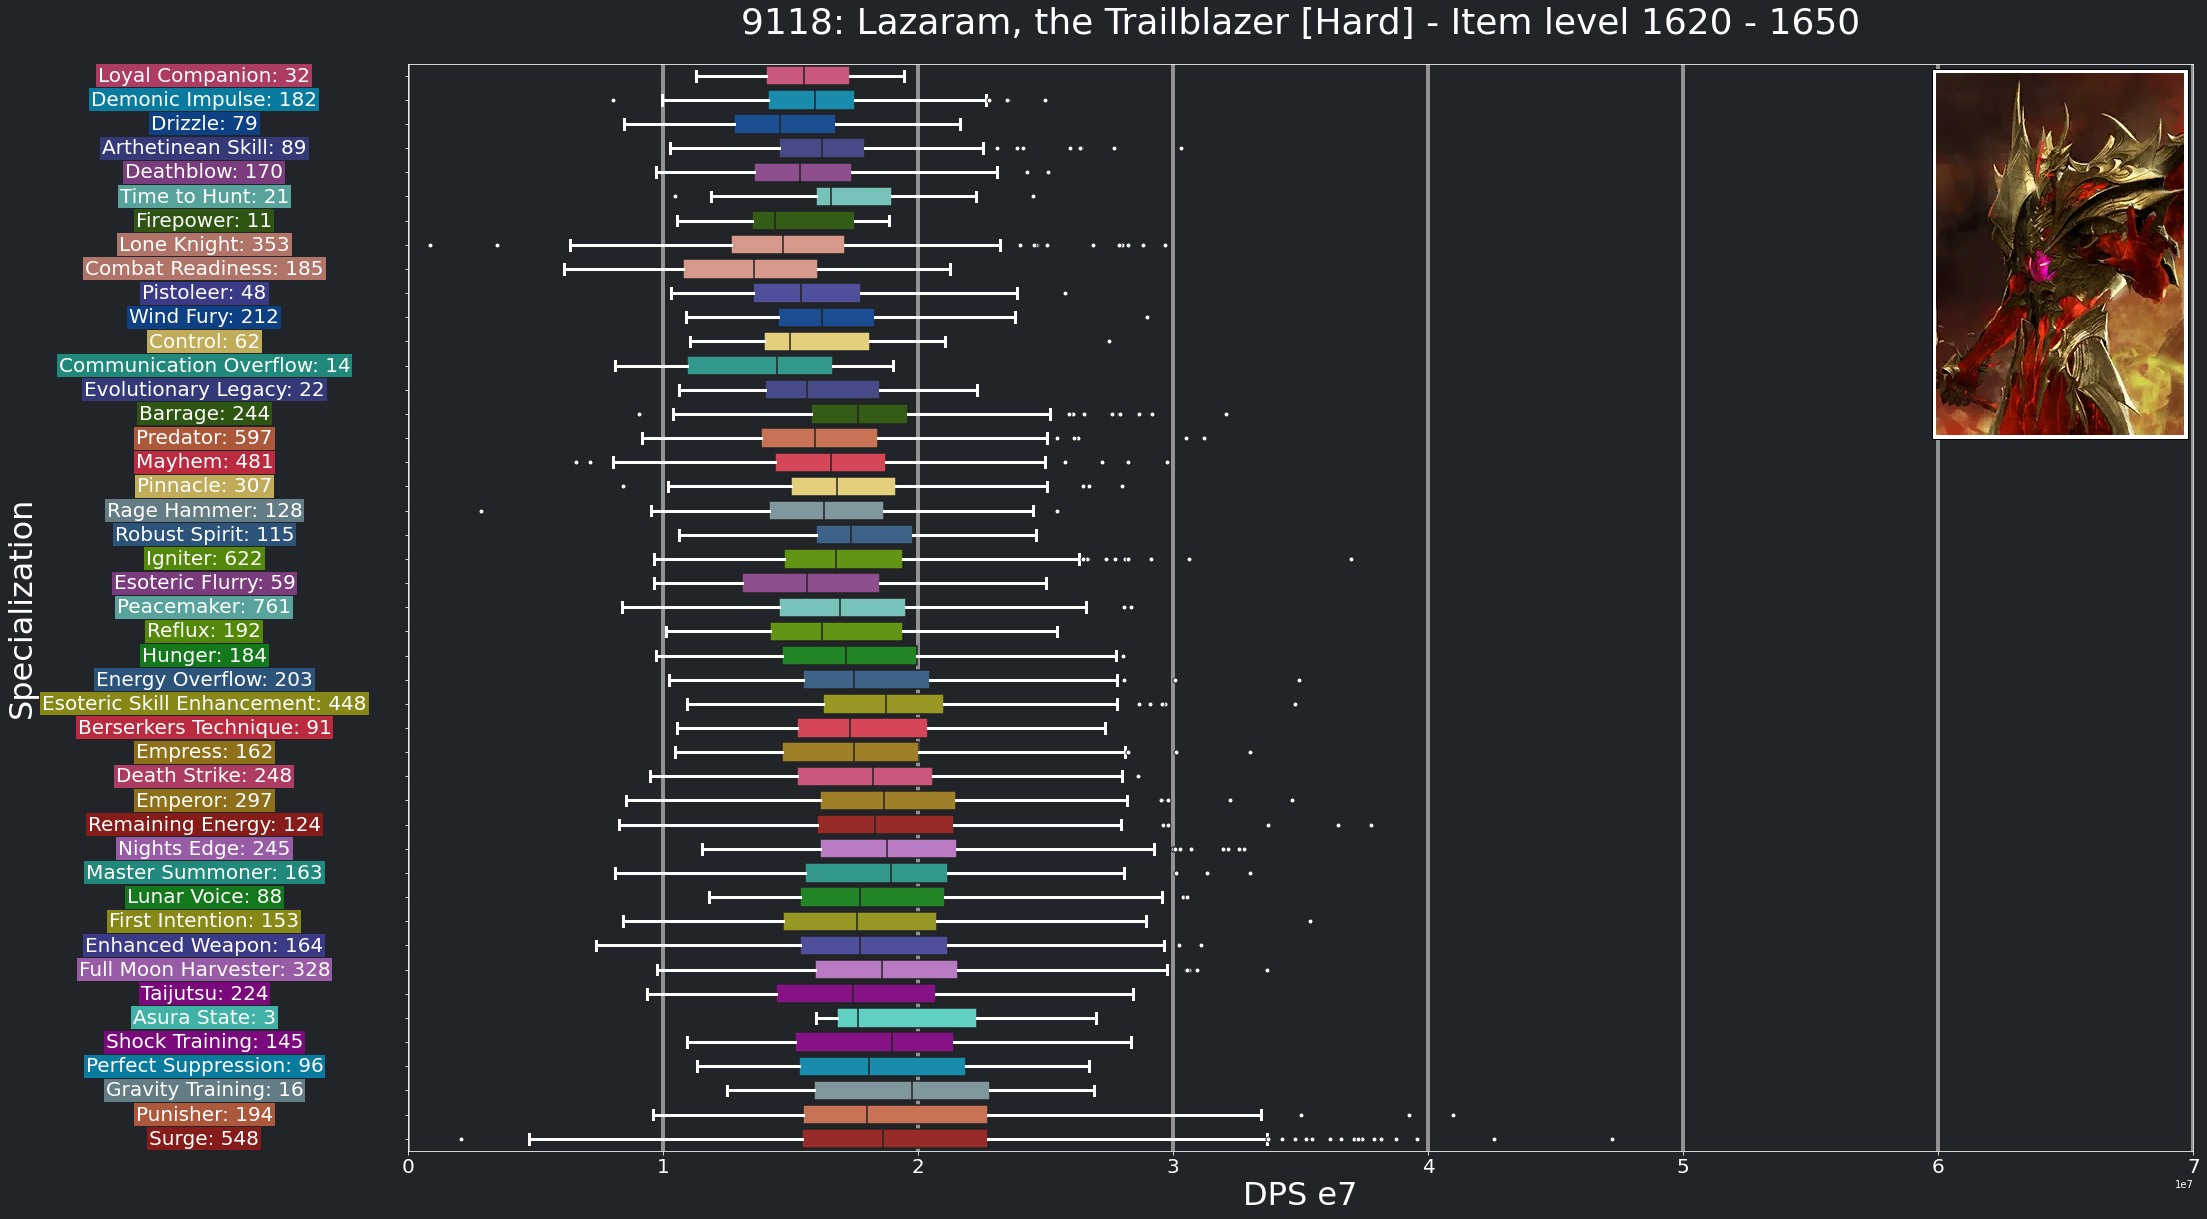 9118: Lazaram, the Trailblazer [Hard] - Item level 1620 - 1650
Loyal Companion: 32
Demonic Impulse: 182
Drizzle: 79
Arthetinean Skill: 89
Deathblow: 170
Time to Hunt: 21
Firepower: 11
Lone Knight: 353
Combat Readiness: 185
Pistoleer: 48
Wind Fury: 212
Control: 62
Communication Overflow: 14
Evolutionary Legacy: 22
Barrage: 244
Predator: 597
Mayhem: 481
Pinnacle: 307
Rage Hammer: 128
Robust Spirit: 115
Igniter: 622
Esoteric Flurry: 59
Peacemaker: 761
Reflux: 192
Hunger: 184
Energy Overflow: 203
Esoteric Skill Enhancement: 448
Berserkers Technique: 91
Empress: 162
Death Strike: 248
Emperor: 297
Remaining Energy: 124
Nights Edge: 245
Master Summoner: 163
Lunar Voice: 88
First Intention: 153
Enhanced Weapon: 164
Full Moon Harvester: 328
Taijutsu: 224
Asura State: 3
Shock Training: 145
Perfect Suppression: 96
Gravity Training: 16
Punisher: 194
Surge: 548
Specialization
0 1 2 3 4 5 6 7
1e7
DPS e7